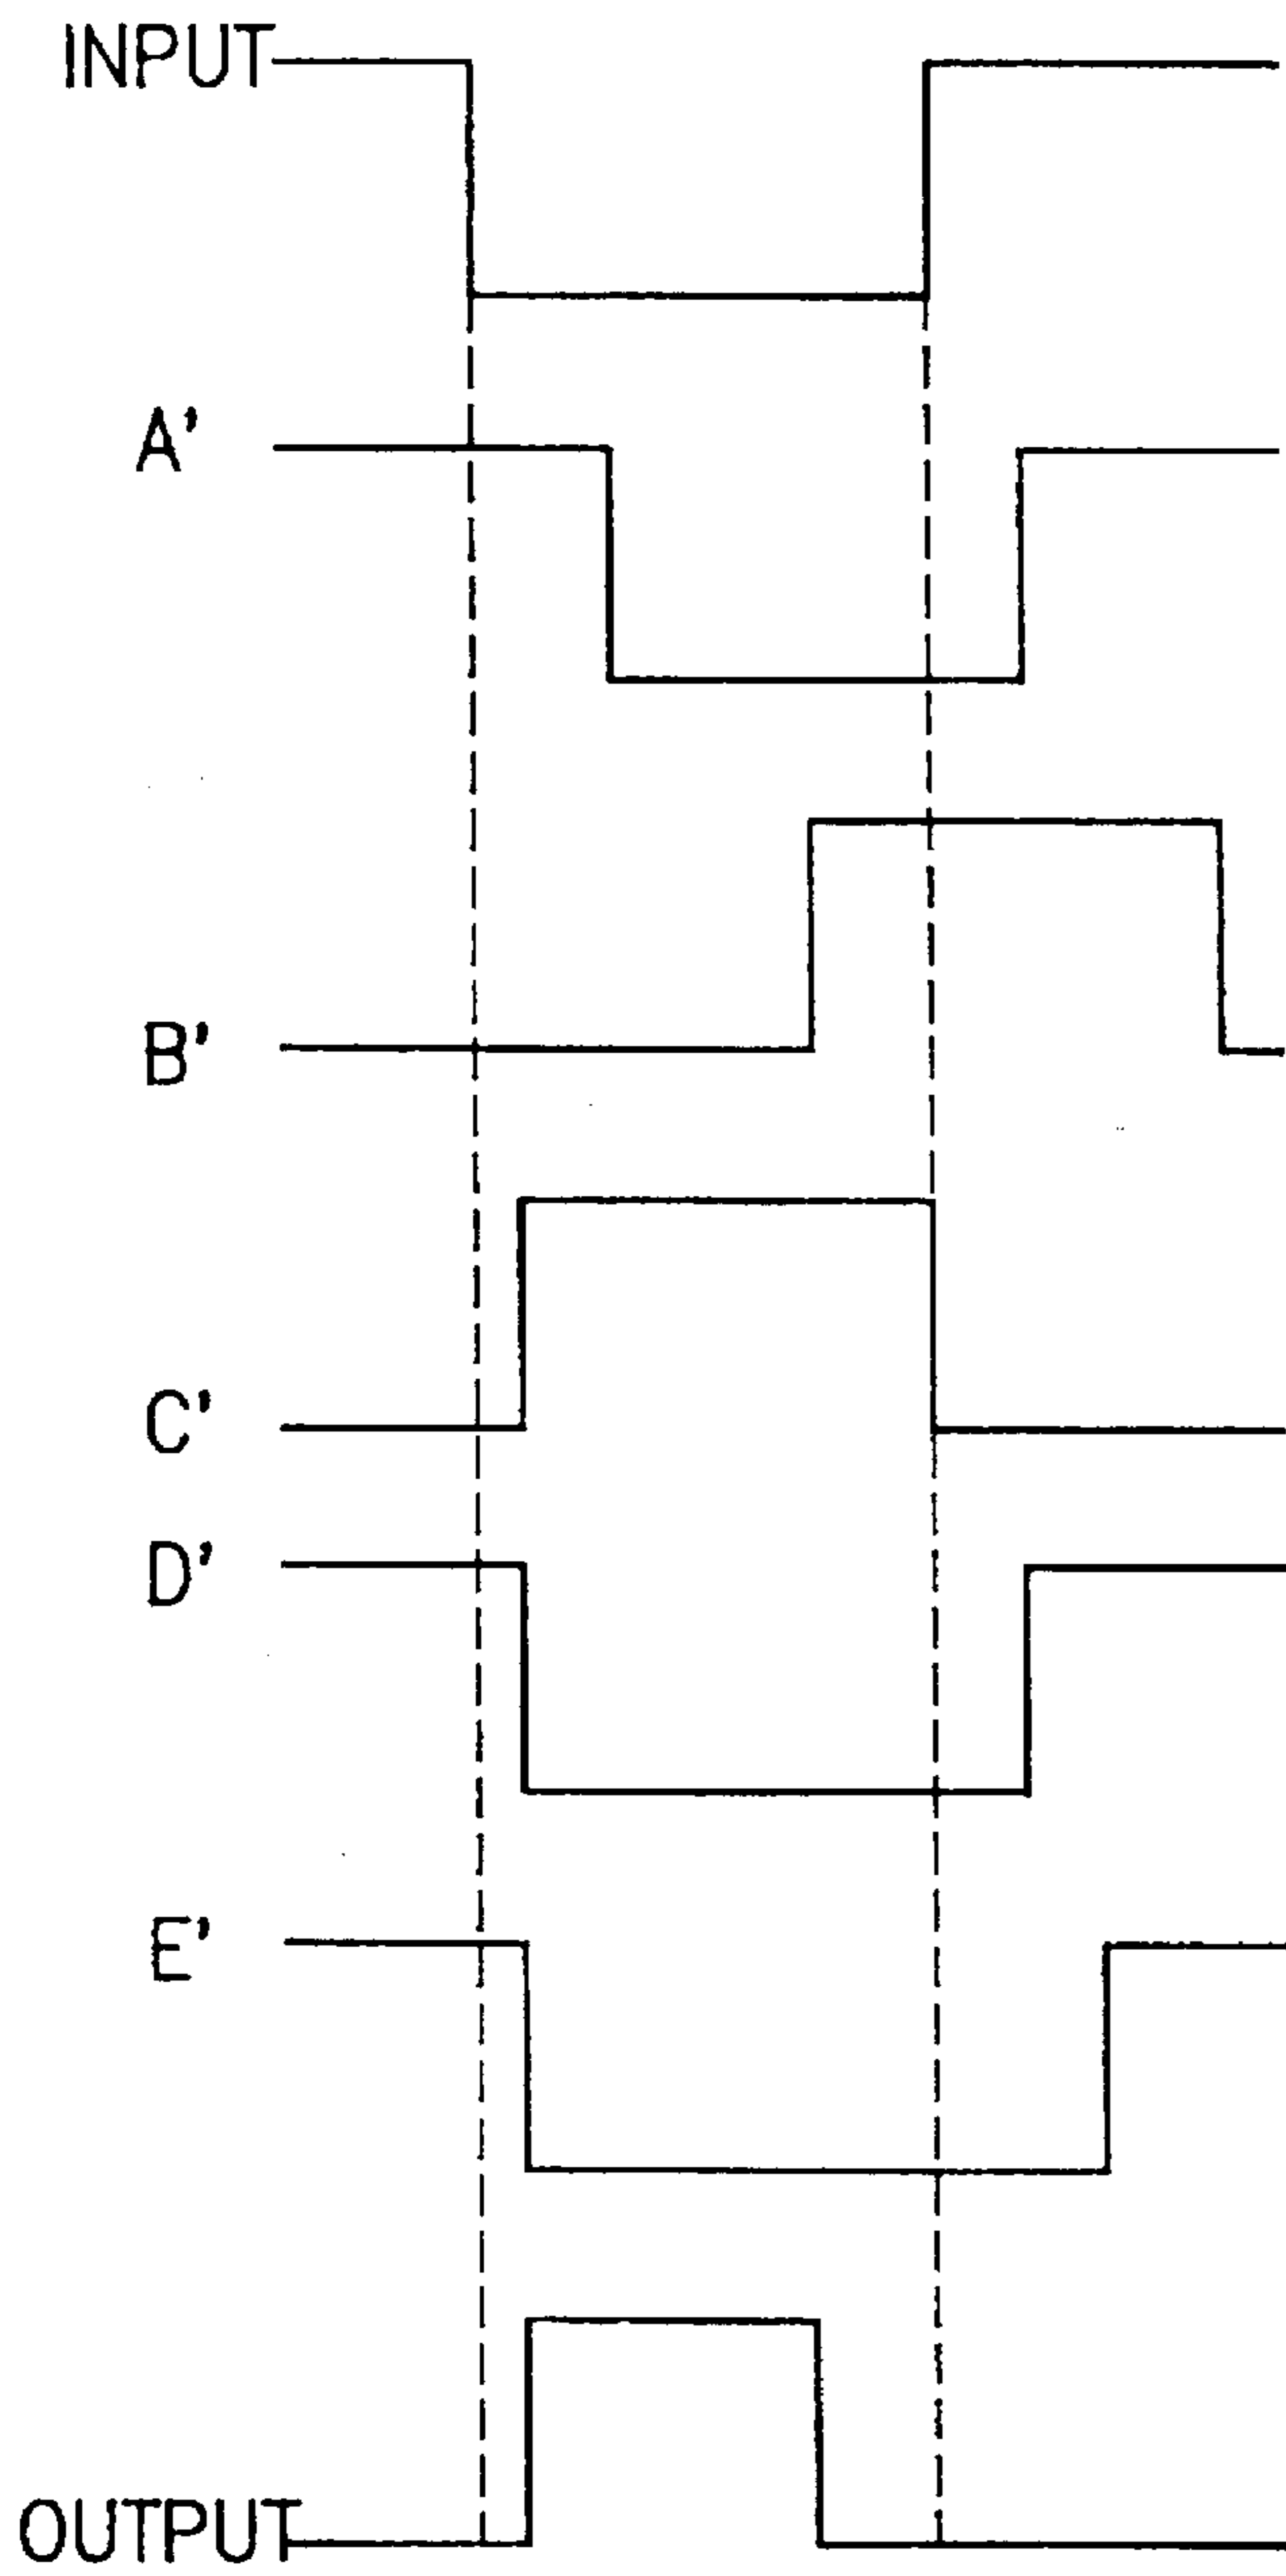 INPUT
A'
B'
C'
D'
E'
OUTPUT